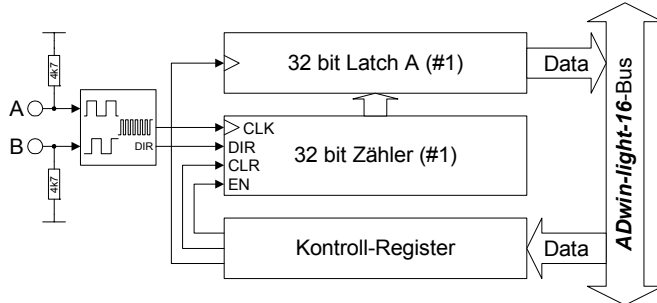 32 bit Latch A (#1)
Data
4k7
A
B
DIR
4k7
CLK
DIR
CLR
EN
32 bit Zähler (#1)
Kontroll-Register
Data
ADwin-light-16-Bus